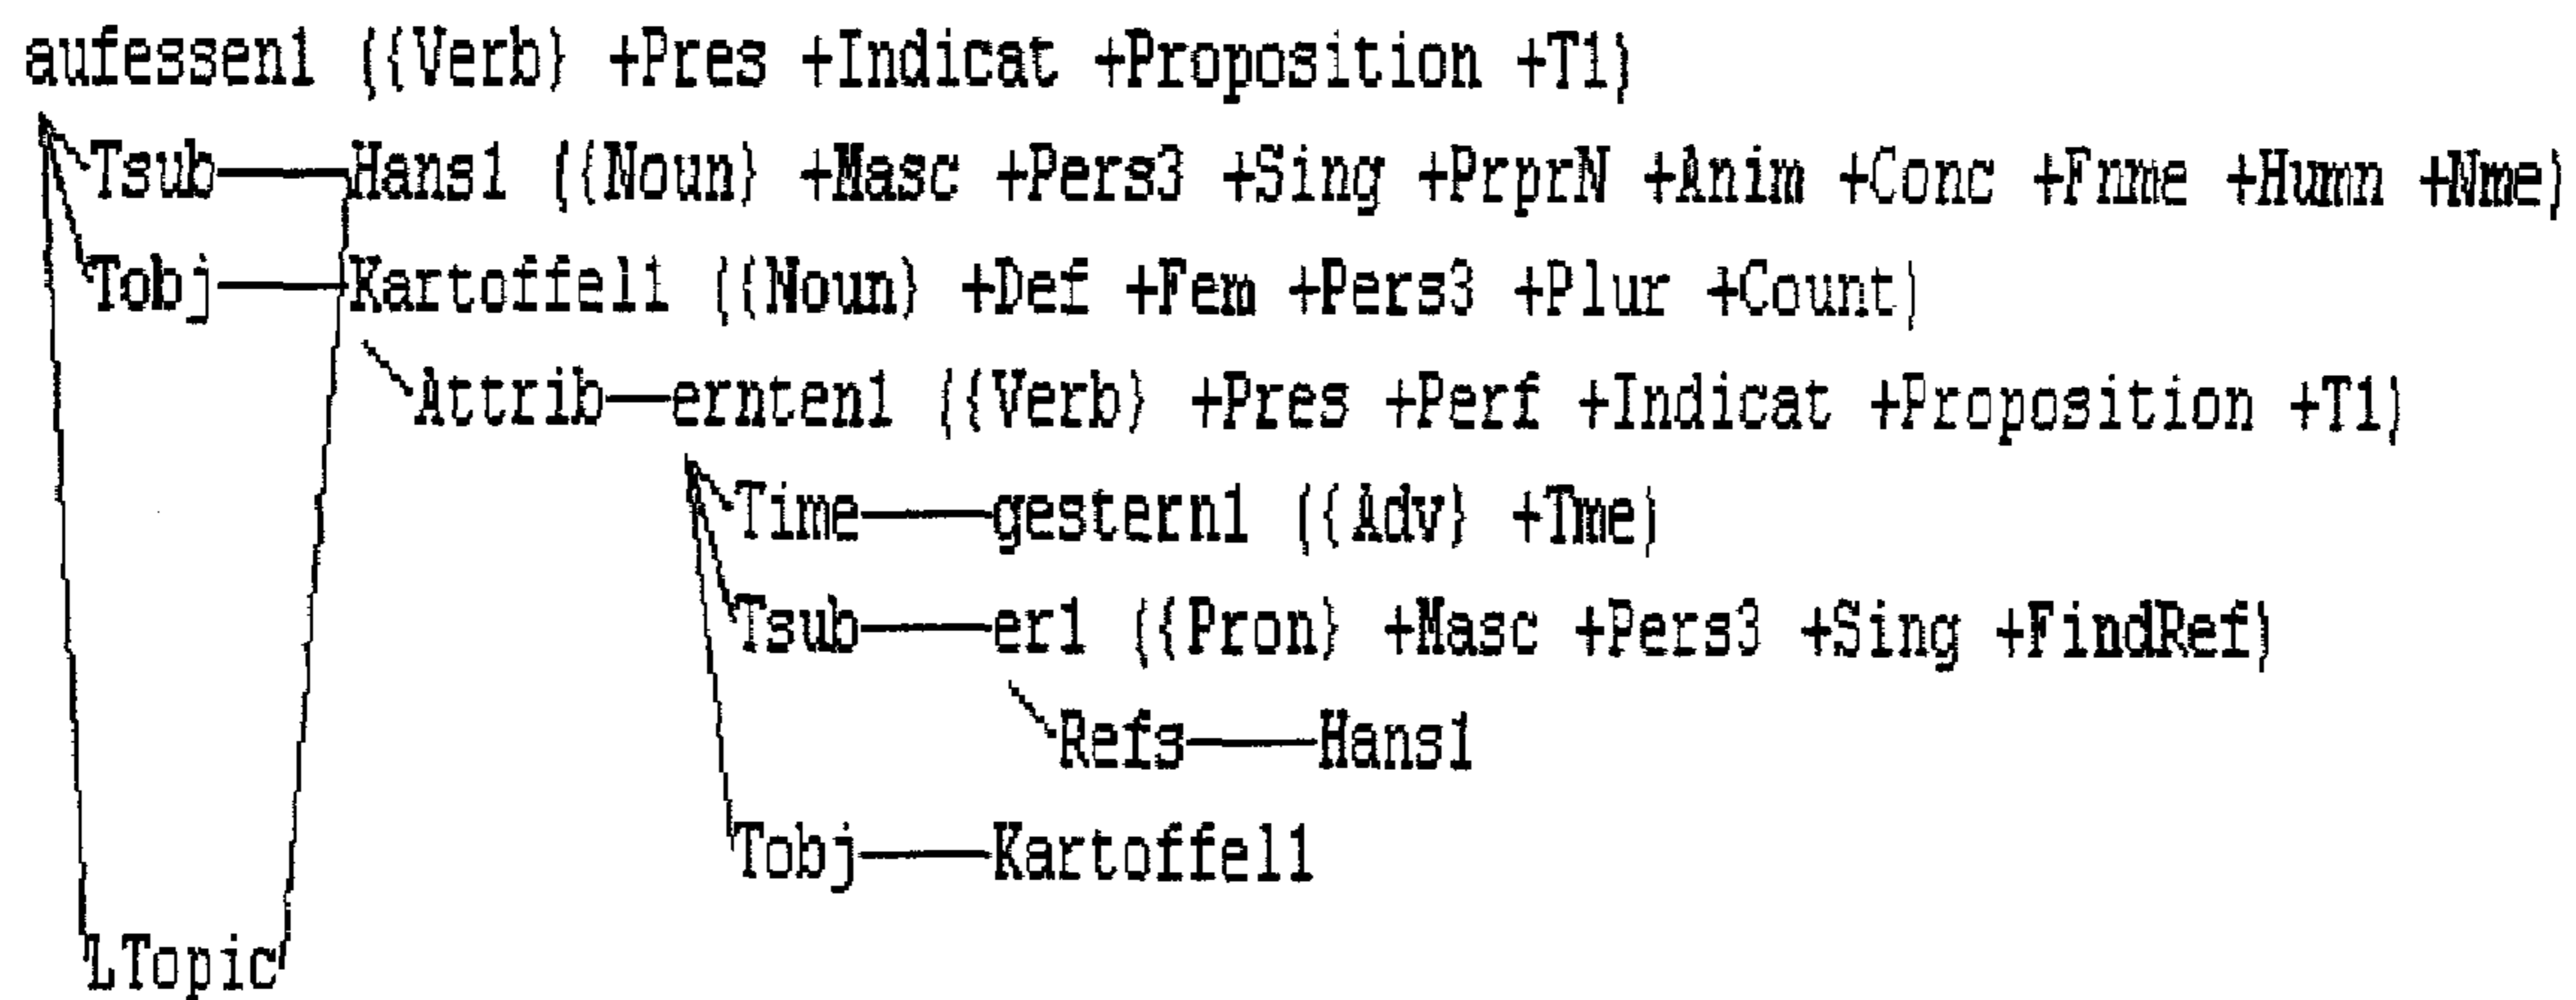 aufessen1 ({Verb} +Pres +Indicat +Proposition +T1)
Tsub Hans1 ({Noun} +Masc +Pers3 +Sing +PrprN +Anim +Conc +Fnme +Humn +Nme)
Tobj Kartoffel1 ({Noun} +Def +Fem +Pers3 +Plur +Count)
Attrib ernten1 ({Verb} +Pres +Perf +Indicat +Proposition +T1)
Time gestern1 ({Adv} +Tme)
Tsub er1 ({Pron} +Masc +Pers3 +Sing +FindRef)
Refs Hans1
Tobj Kartoffel1
LTopic